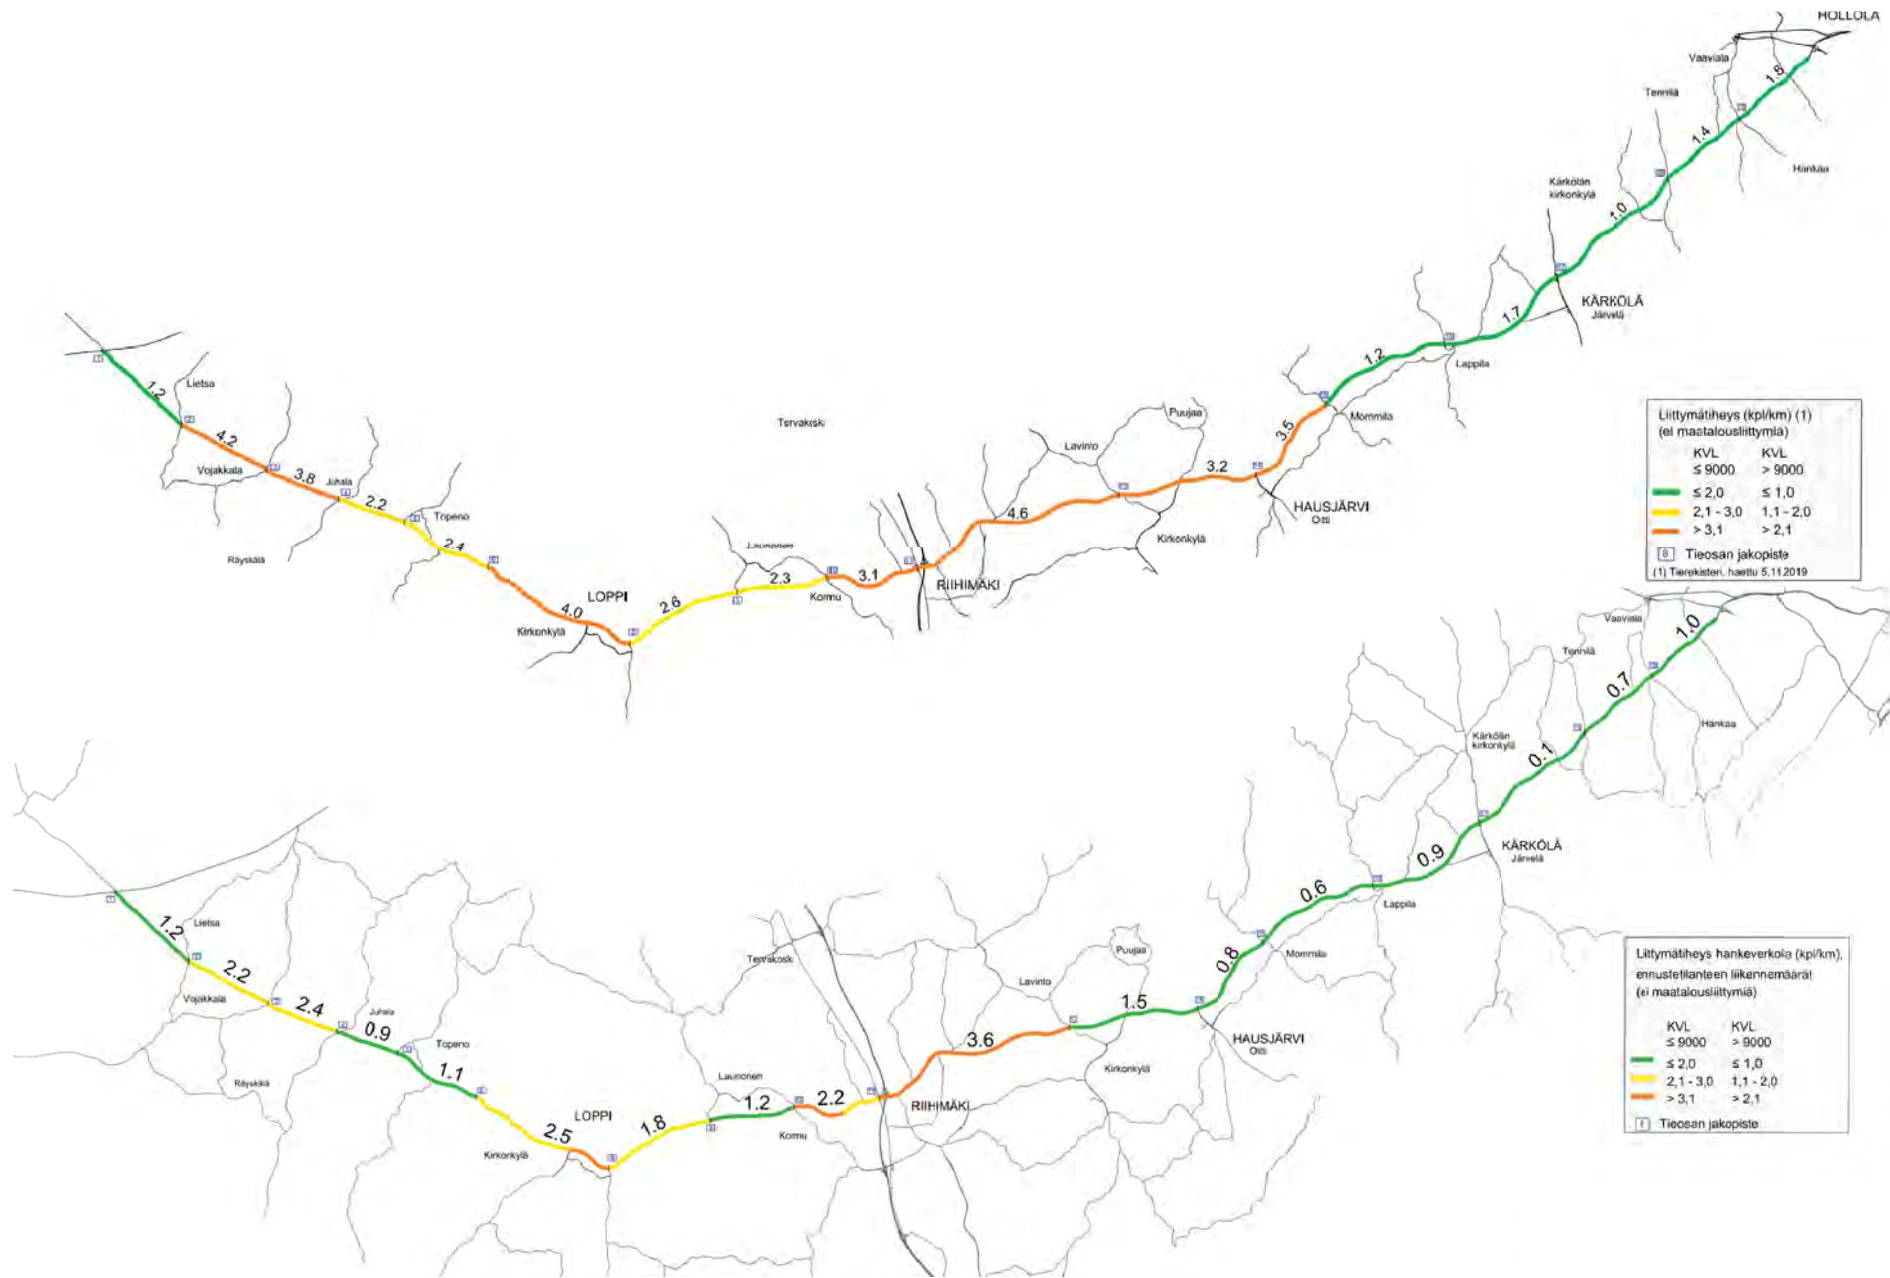 HOLLOLA
Vaaviala
1.8
Tennilä
1.4
Hankaa
Kärkölän
kirkonkylä
1.0
KÄRKÖLÄ
Järvelä
1.7
Lappila
1.2
Mommila
3.5
Puujaa
Lavinto
3.2
HAUSJÄRVI
Oitti
Kirkonkylä
4.6
Tervakoski
RIIHIMÄKI
3.1
Launonen
2.3
Kormu
2.6
LOPPI
4.0
Kirkonkylä
2.4
Topeno
2.2
Juhala
3.8
Räyskälä
Vojakkala
4.2
Lietsa
1.2
Liittymätiheys (kpl/km) (1)
(ei maatalousliittymiä)
KVL KVL
≤ 9000 > 9000
≤ 2,0 ≤ 1,0
2,1 - 3,0 1,1 - 2,0
> 3,1 > 2,1
8 Tieosan jakopiste
(1) Tierekisteri, haettu 5.11.2019
Vaaviala
1,0
Tennilä
0.7
Hankaa
Kärkölän
kirkonkylä
0.1
KÄRKÖLÄ
Järvelä
0.9
Lappila
0.6
Mommila
0.8
Puujaa
Lavinto
1.5
HAUSJÄRVI
Oitti
Kirkonkylä
3.6
Tervakoski
RIIHIMÄKI
2.2
Launonen
1.2
Kormu
1.8
LOPPI
2.5
Kirkonkylä
1.1
Topeno
0.9
Juhala
2.4
Räyskälä
Vojakkala
2.2
Lietsa
1.2
Liittymätiheys hankeverkolla (kpl/km),
ennustetilanteen liikennemäärät
(ei maatalousliittymiä)
KVL KVL
≤ 9000 > 9000
≤ 2,0 ≤ 1,0
2,1 - 3,0 1,1 - 2,0
> 3,1 > 2,1
Tieosan jakopiste